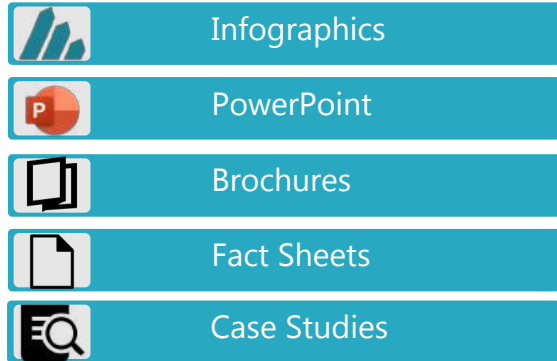 Infographics
P
PowerPoint
Brochures
Fact Sheets
Case Studies